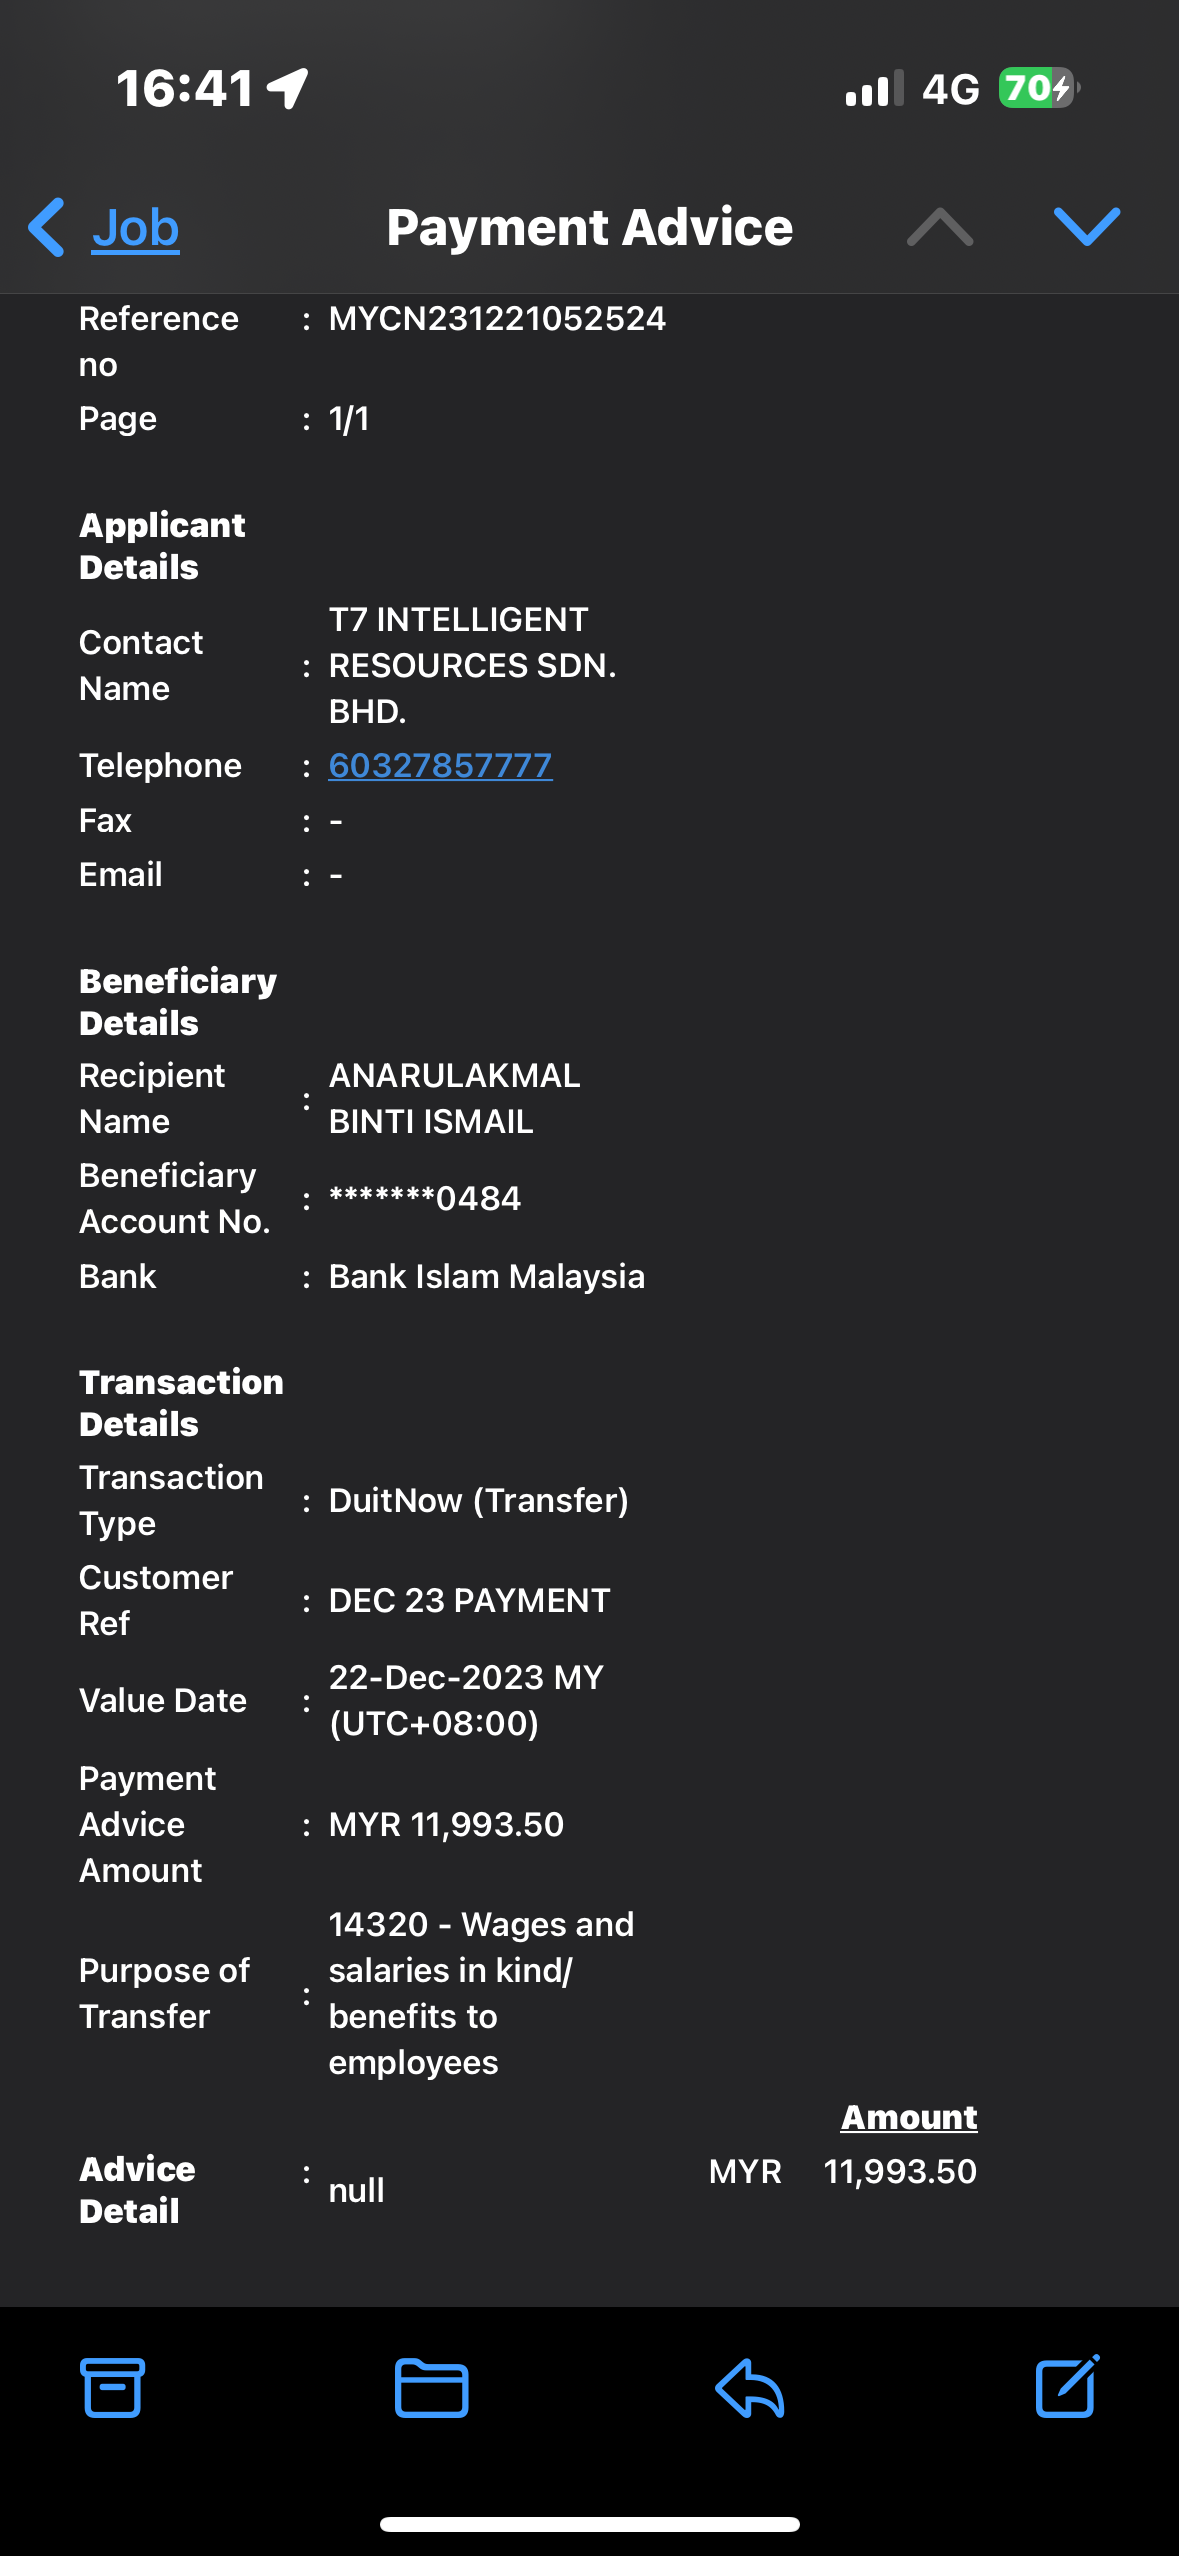 16:41
4G
70
Job
Payment Advice
Reference
no
: MYCN231221052524
Page : 1/1
Applicant
Details
Contact
Name
:
T7 INTELLIGENT
RESOURCES SDN.
BHD.
Telephone : 60327857777
Fax : -
Email : -
Beneficiary
Details
Recipient
Name
:
ANARULAKMAL
BINTI ISMAIL
Beneficiary
Account No.
: *******0484
Bank : Bank Islam Malaysia
Transaction
Details
Transaction
Type
: DuitNow (Transfer)
Customer
Ref
: DEC 23 PAYMENT
Value Date :
22-Dec-2023 MY
(UTC+08:00)
Payment
Advice
Amount
: MYR 11,993.50
Purpose of
Transfer
:
14320 - Wages and
salaries in kind/
benefits to
employees
Amount
Advice
Detail
:
null
MYR 11,993.50